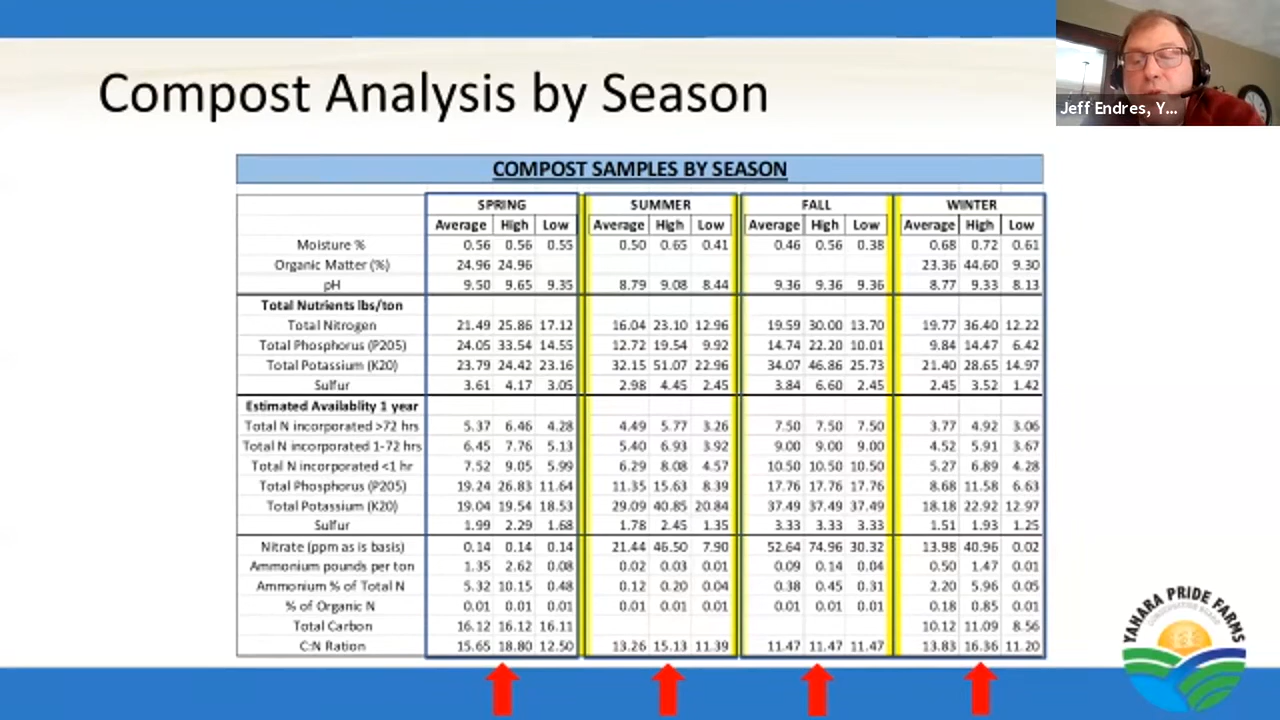 Compost Analysis by Season
Jeff Endres, Y...
COMPOST SAMPLES BY SEASON
SPRING SUMMER FALL WINTER
Average High Low Average High Low Average High Low Average High Low
Moisture % 0.56 0.56 0.55 0.50 0.65 0.41 0.46 0.56 0.38 0.68 0.72 0.61
Organic Matter (%) 24.96 24.96 23.36 44.60 9.30
pH 9.50 9.65 9.35 8.79 9.08 8.44 9.36 9.36 9.36 8.77 9.33 8.13
Total Nutrients lbs/ton
Total Nitrogen 21.49 25.86 17.12 16.04 23.10 12.96 19.59 30.00 13.70 19.77 36.40 12.22
Total Phosphorus (P205) 24.05 33.54 14.55 12.72 19.54 9.92 14.74 22.20 10.01 9.84 14.47 6.42
Total Potassium (K20) 23.79 24.42 23.16 32.15 51.07 22.96 34.07 46.86 25.73 21.40 28.65 14.97
Sulfur 3.61 4.17 3.05 2.98 4.45 2.45 3.84 6.60 2.45 2.45 3.52 1.42
Estimated Availablity 1 year
Total N incorporated >72 hrs 5.37 6.46 4.28 4.49 5.77 3.26 7.50 7.50 7.50 3.77 4.92 3.06
Total N incorporated 1-72 hrs 6.45 7.76 5.13 5.40 6.93 3.92 9.00 9.00 9.00 4.52 5.91 3.67
Total N incorporated <1 hr 7.52 9.05 5.99 6.29 8.08 4.57 10.50 10.50 10.50 5.27 6.89 4.28
Total Phosphorus (P205) 19.24 26.83 11.64 11.35 15.63 8.39 17.76 17.76 17.76 8.68 11.58 6.63
Total Potassium (K20) 19.04 19.54 18.53 29.09 40.85 20.84 37.49 37.49 37.49 18.18 22.92 12.97
Sulfur 1.99 2.29 1.68 1.78 2.45 1.35 3.33 3.33 3.33 1.51 1.93 1.25
Nitrate (ppm as is basis) 0.14 0.14 0.14 21.44 46.50 7.90 52.64 74.96 30.32 13.98 40.96 0.02
Ammonium pounds per ton 1.35 2.62 0.08 0.02 0.03 0.01 0.09 0.14 0.04 0.50 1.47 0.01
Ammonium % of Total N 5.32 10.15 0.48 0.12 0.20 0.04 0.38 0.45 0.31 2.20 5.96 0.05
% of Organic N 0.01 0.01 0.01 0.01 0.01 0.01 0.01 0.01 0.01 0.18 0.85 0.01
Total Carbon 16.12 16.12 16.11 10.12 11.09 8.56
C:N Ration 15.65 18.80 12.50 13.26 15.13 11.39 11.47 11.47 11.47 13.83 16.36 11.20
YAHARA PRIDE FARMS
CONSERVATION BOARD